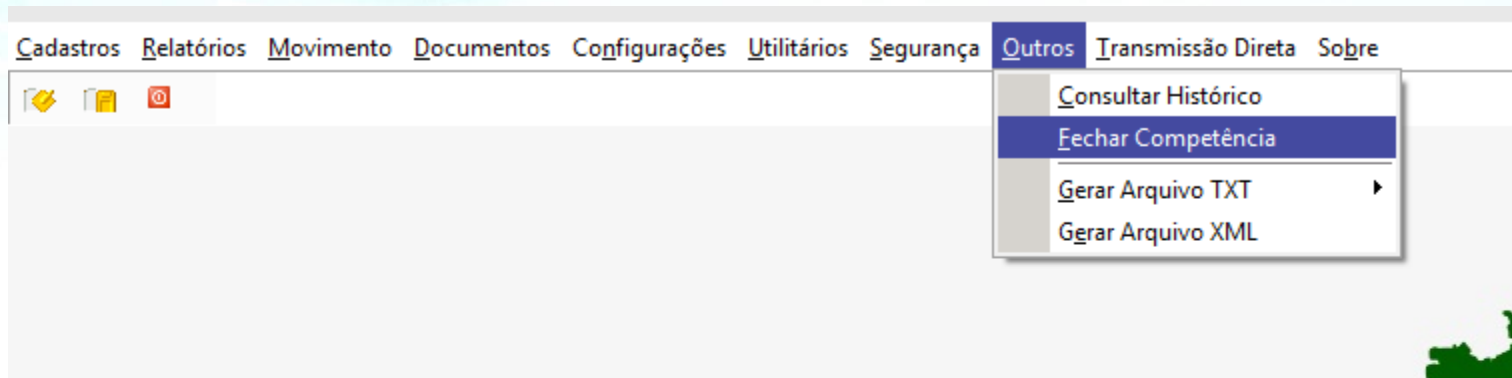 Cadastros Relatórios Movimento Documentos Configurações Utilitários Segurança Outros Transmissão Direta Sobre
Consultar Histórico
Fechar Competência
Gerar Arquivo TXT
Gerar Arquivo XML